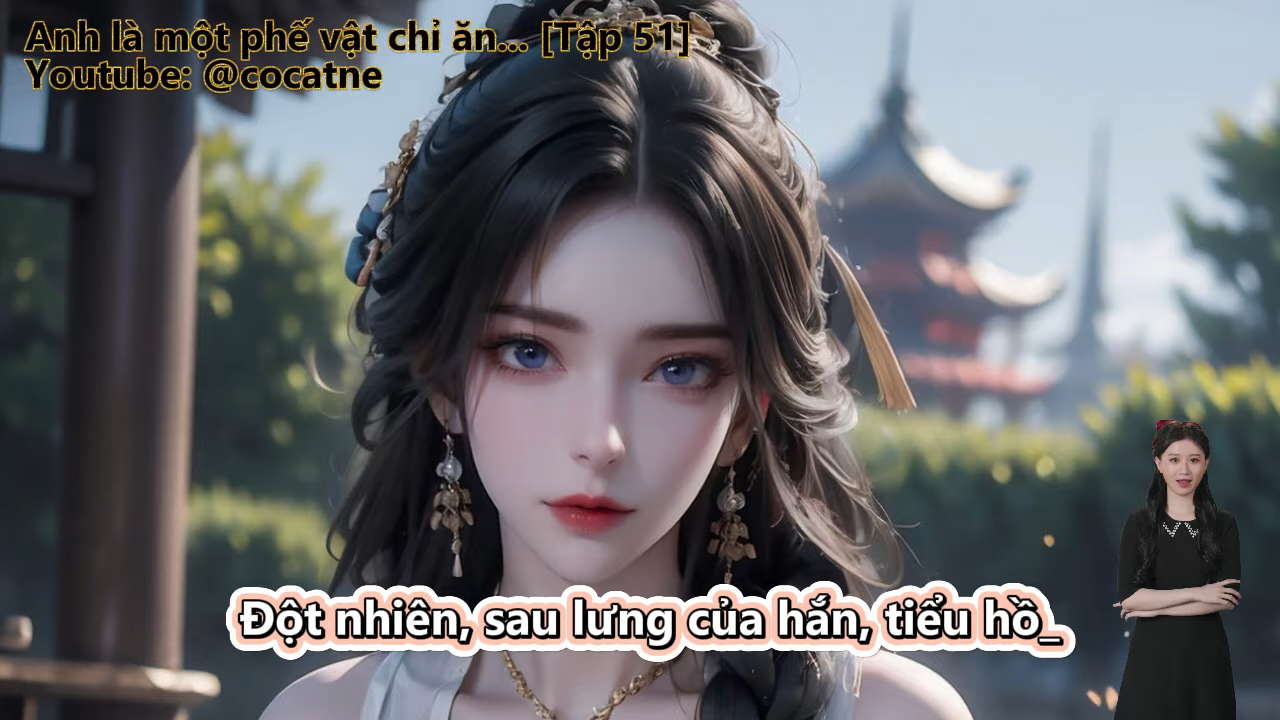 Anh là một phế vật chỉ ăn... [Tập 51]
Youtube: @cocatne
Đột nhiên, sau lưng của hắn, tiểu hồ_